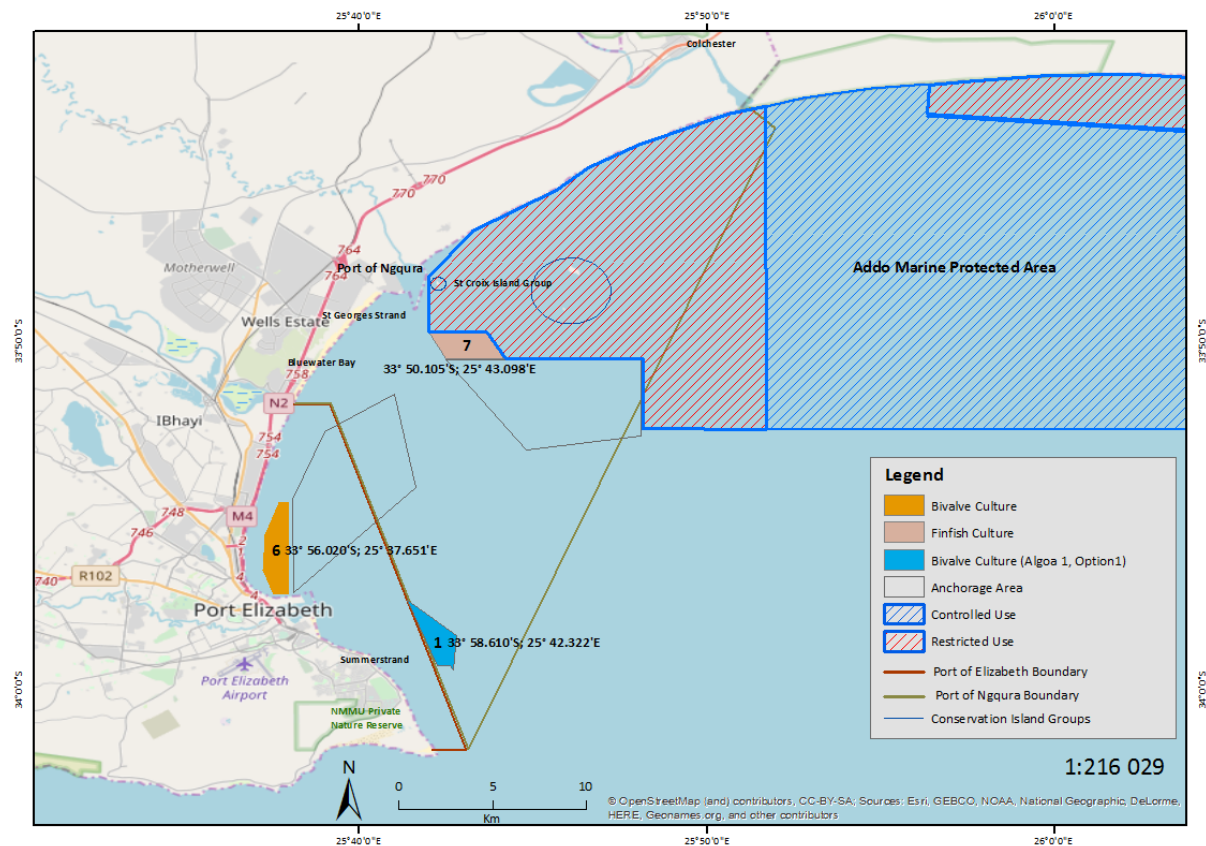 25°40'0"E
25°50'0"E
26°0'0"E
Colchester
770
770
764
764
Motherwell
Port of Ngqura
Addo Marine Protected Area
St Croix Island Group
St Georges Strand
Wells Estate
33°50'0"S
33°50'0"S
7
Bluewater Bay
33° 50.105'S; 25° 43.098'E
758
N2
IBhayi
754
754
Legend
Bivalve Culture
Finfish Culture
Bivalve Culture (Algoa 1, Option1)
Anchorage Area
Controlled Use
Restricted Use
Port of Elizabeth Boundary
Port of Ngqura Boundary
Conservation Island Groups
748
M4
746
2
1
6 33° 56.020'S; 25° 37.651'E
740
R102
4
4
Port Elizabeth
1 33° 58.610'S; 25° 42.322'E
Summerstrand
Port Elizabeth
Airport
34°0'0"S
34°0'0"S
NMMU Private
Nature Reserve
1:216 029
N
0 5 10
Km
© OpenStreetMap (and) contributors, CC-BY-SA; Sources: Esri, GEBCO, NOAA, National Geographic, DeLorme,
HERE, Geonames.org, and other contributors
25°40'0"E
25°50'0"E
26°0'0"E